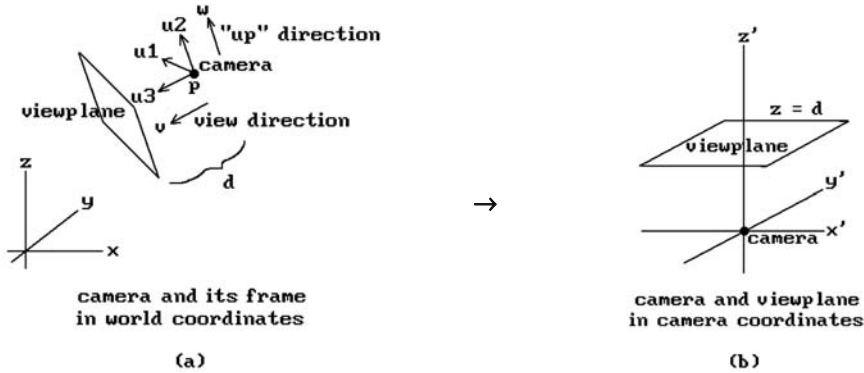 w
u2
"up" direction
u1
camera
p
u3
viewplane
v
view direction
d
z
y
x
camera and its frame
in world coordinates
(a)
→
z'
z = d
viewplane
y'
x'
camera
camera and viewplane
in camera coordinates
(b)